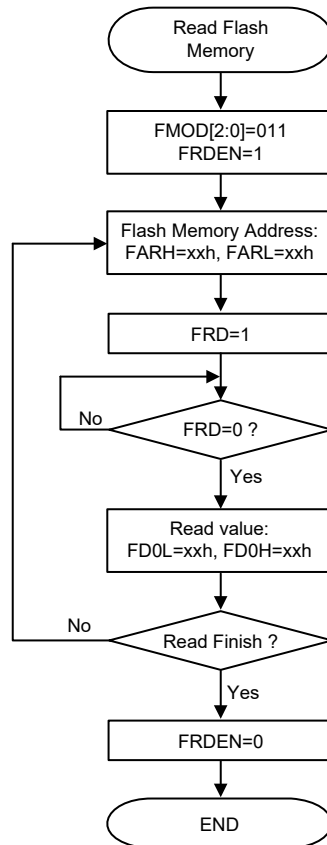 Read Flash
Memory
FMOD[2:0]=011
FRDEN=1
Flash Memory Address:
FARH=xxh, FARL=xxh
FRD=1
FRD=0 ?
No
Yes
Read value:
FD0L=xxh, FD0H=xxh
Read Finish ?
No
Yes
FRDEN=0
END